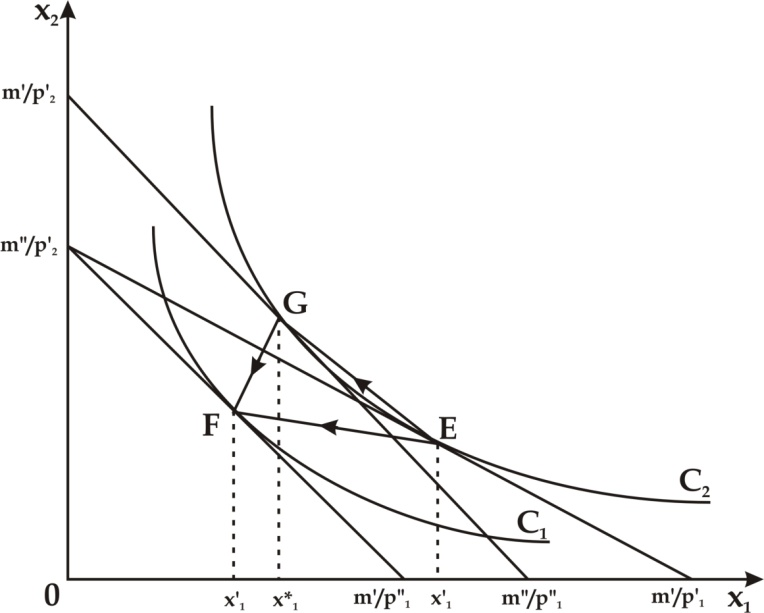 x₂
m'/p'₂
m"/p'₂
G
F
E
C₂
C₁
0
x'₁
x*₁
m'/p"₁
x'₁
m"/p"₁
m'/p'₁
x₁